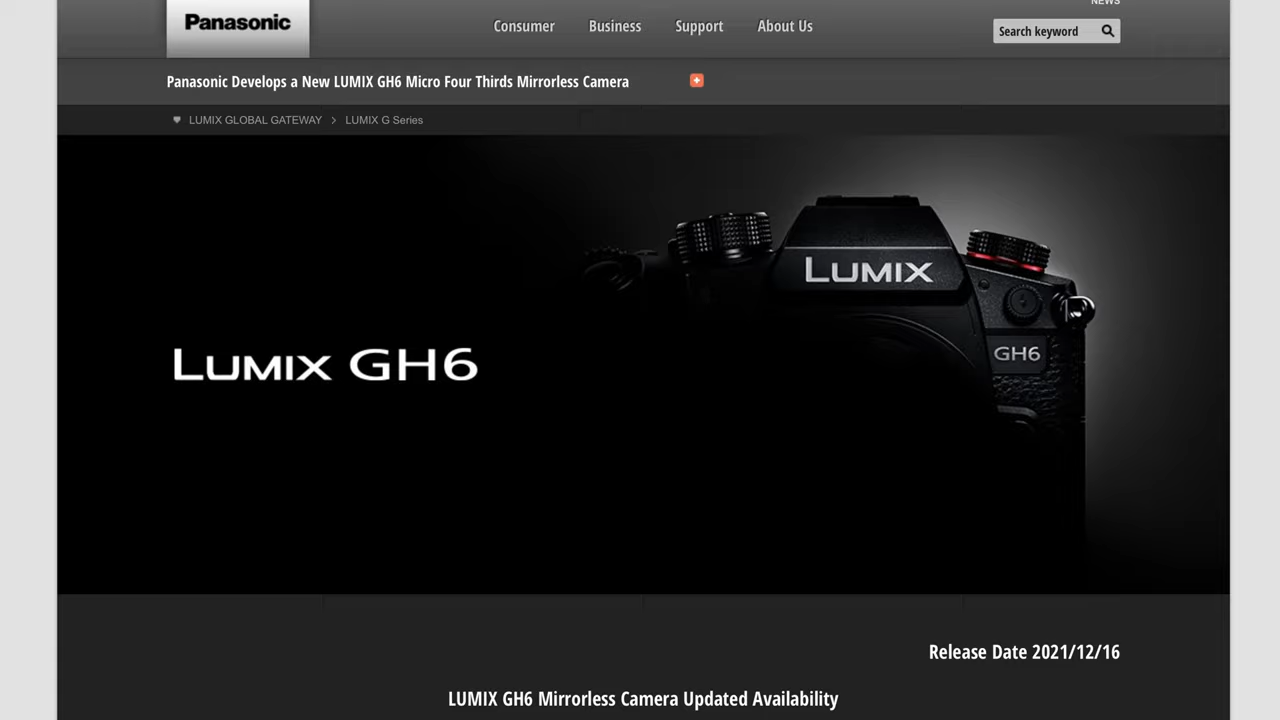 NEWS
Panasonic
Consumer
Business
Support
About Us
Search keyword
Panasonic Develops a New LUMIX GH6 Micro Four Thirds Mirrorless Camera
LUMIX GLOBAL GATEWAY > LUMIX G Series
LUMIX
GH6
LUMIX GH6
Release Date 2021/12/16
LUMIX GH6 Mirrorless Camera Updated Availability